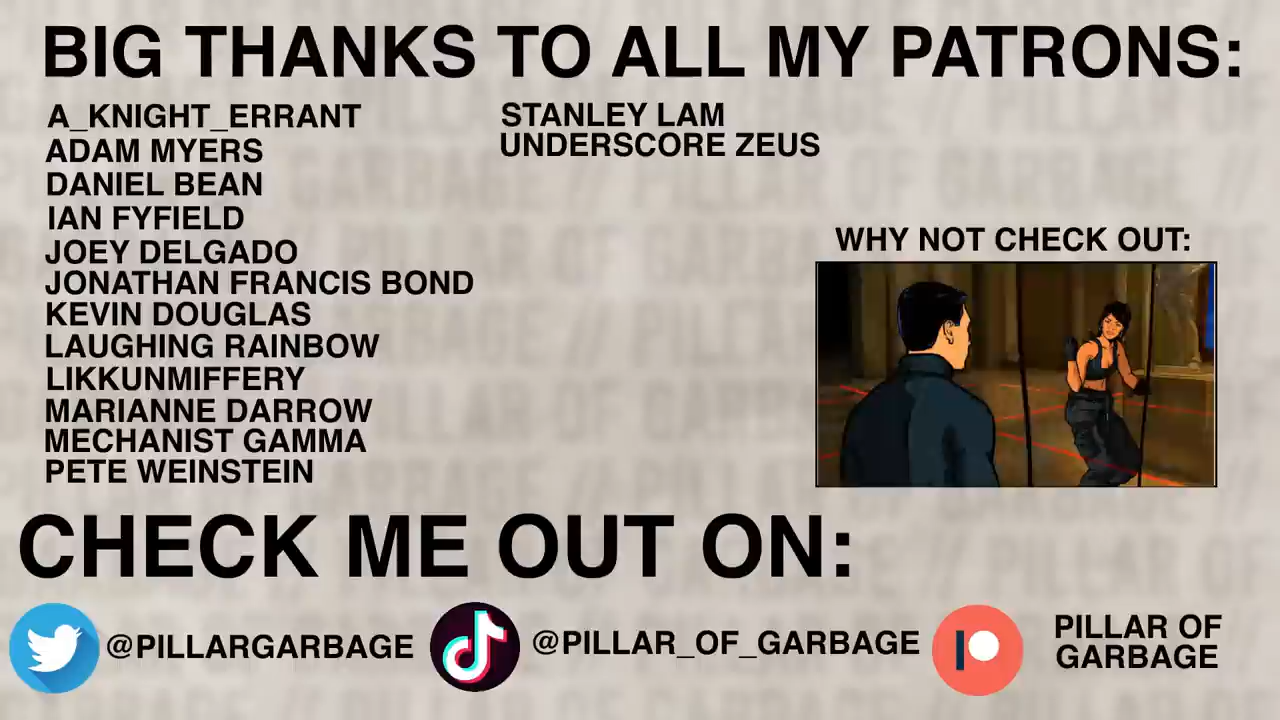 BIG THANKS TO ALL MY PATRONS:
A_KNIGHT_ERRANT
ADAM MYERS
DANIEL BEAN
IAN FYFIELD
JOEY DELGADO
JONATHAN FRANCIS BOND
KEVIN DOUGLAS
LAUGHING RAINBOW
LIKKUNMIFFERY
MARIANNE DARROW
MECHANIST GAMMA
PETE WEINSTEIN
STANLEY LAM
UNDERSCORE ZEUS
WHY NOT CHECK OUT:
CHECK ME OUT ON:
@PILLARGARBAGE
@PILLAR_OF_GARBAGE
PILLAR OF
GARBAGE